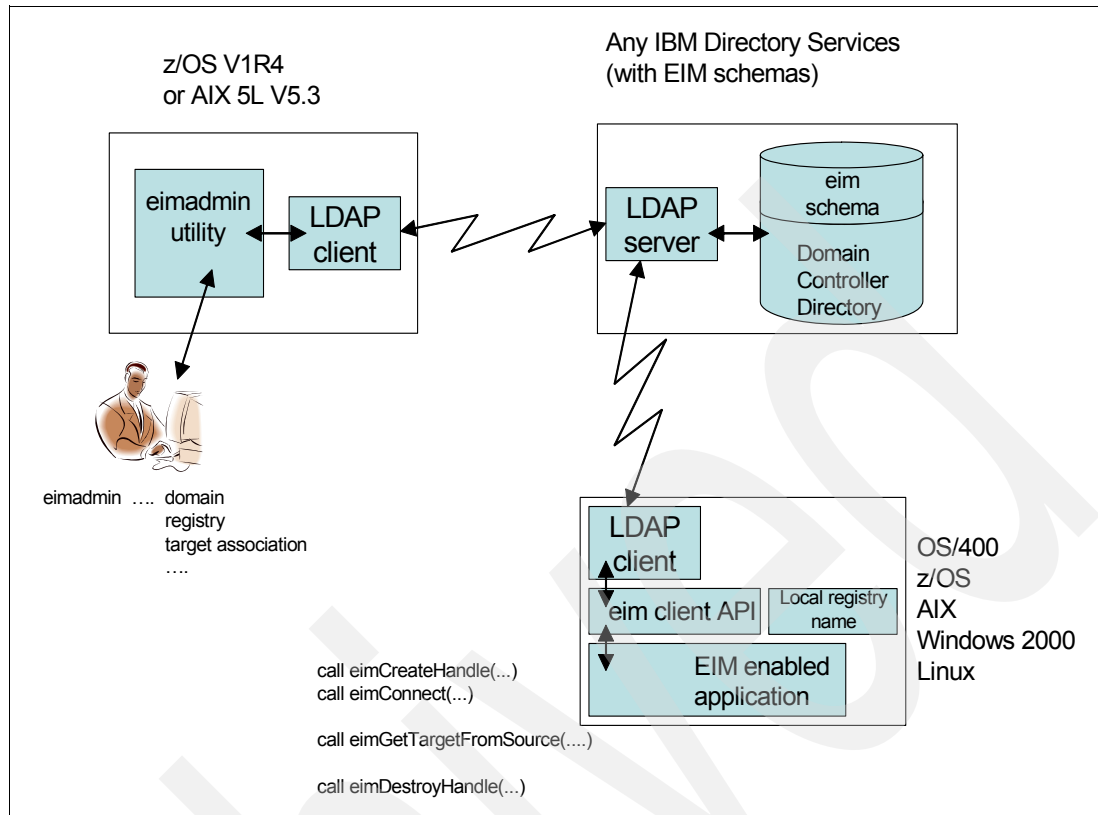 z/OS V1R4
or AIX 5L V5.3
Any IBM Directory Services
(with EIM schemas)
eimadmin
utility
LDAP
client
LDAP
server
eim
schema
Domain
Controller
Directory
eimadmin …. domain
registry
target association
….
LDAP
client
eim client API
Local registry
name
EIM enabled
application
OS/400
z/OS
AIX
Windows 2000
Linux
call eimCreateHandle(...)
call eimConnect(...)
call eimGetTargetFromSource(....)
call eimDestroyHandle(...)